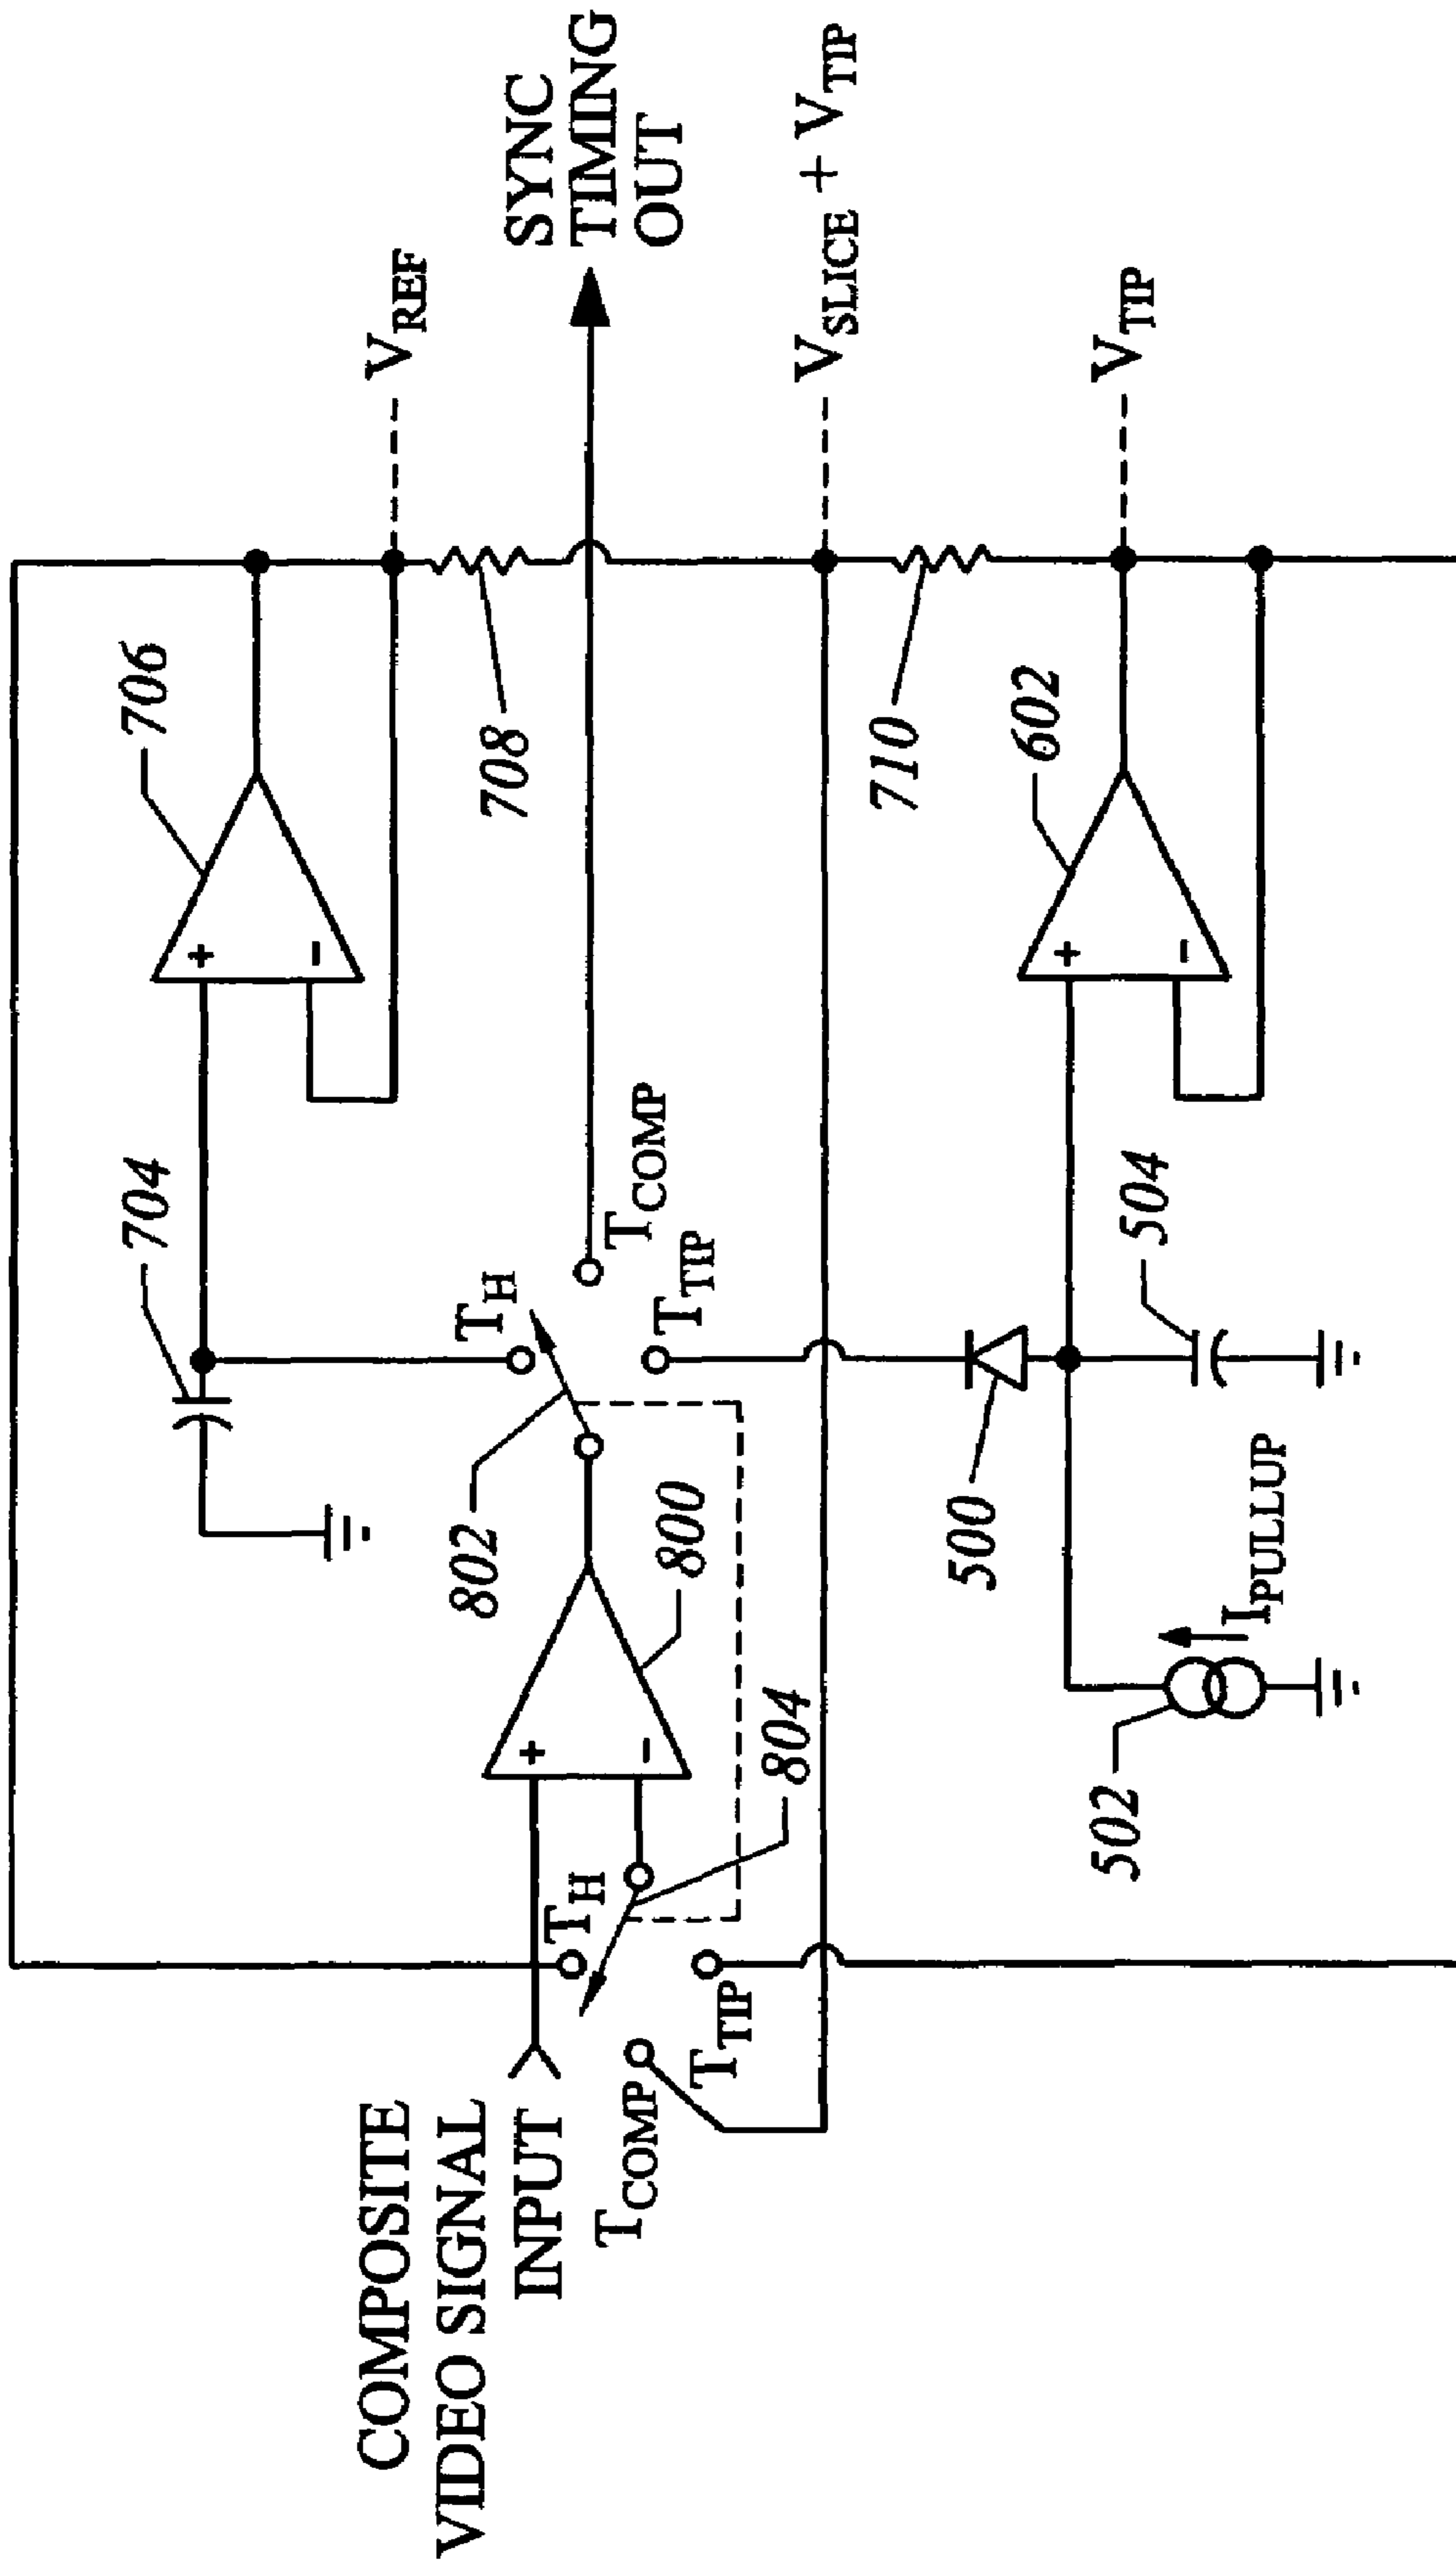 COMPOSITE
VIDEO SIGNAL
INPUT
T_COMP
T_H
T_TIP
804
+
-
800
802
T_H
T_COMP
T_TIP
704
706
+
-
V_REF
708
SYNC
TIMING
OUT
V_SLICE + V_TIP
710
502
I_PULLUP
500
504
602
+
-
V_TIP